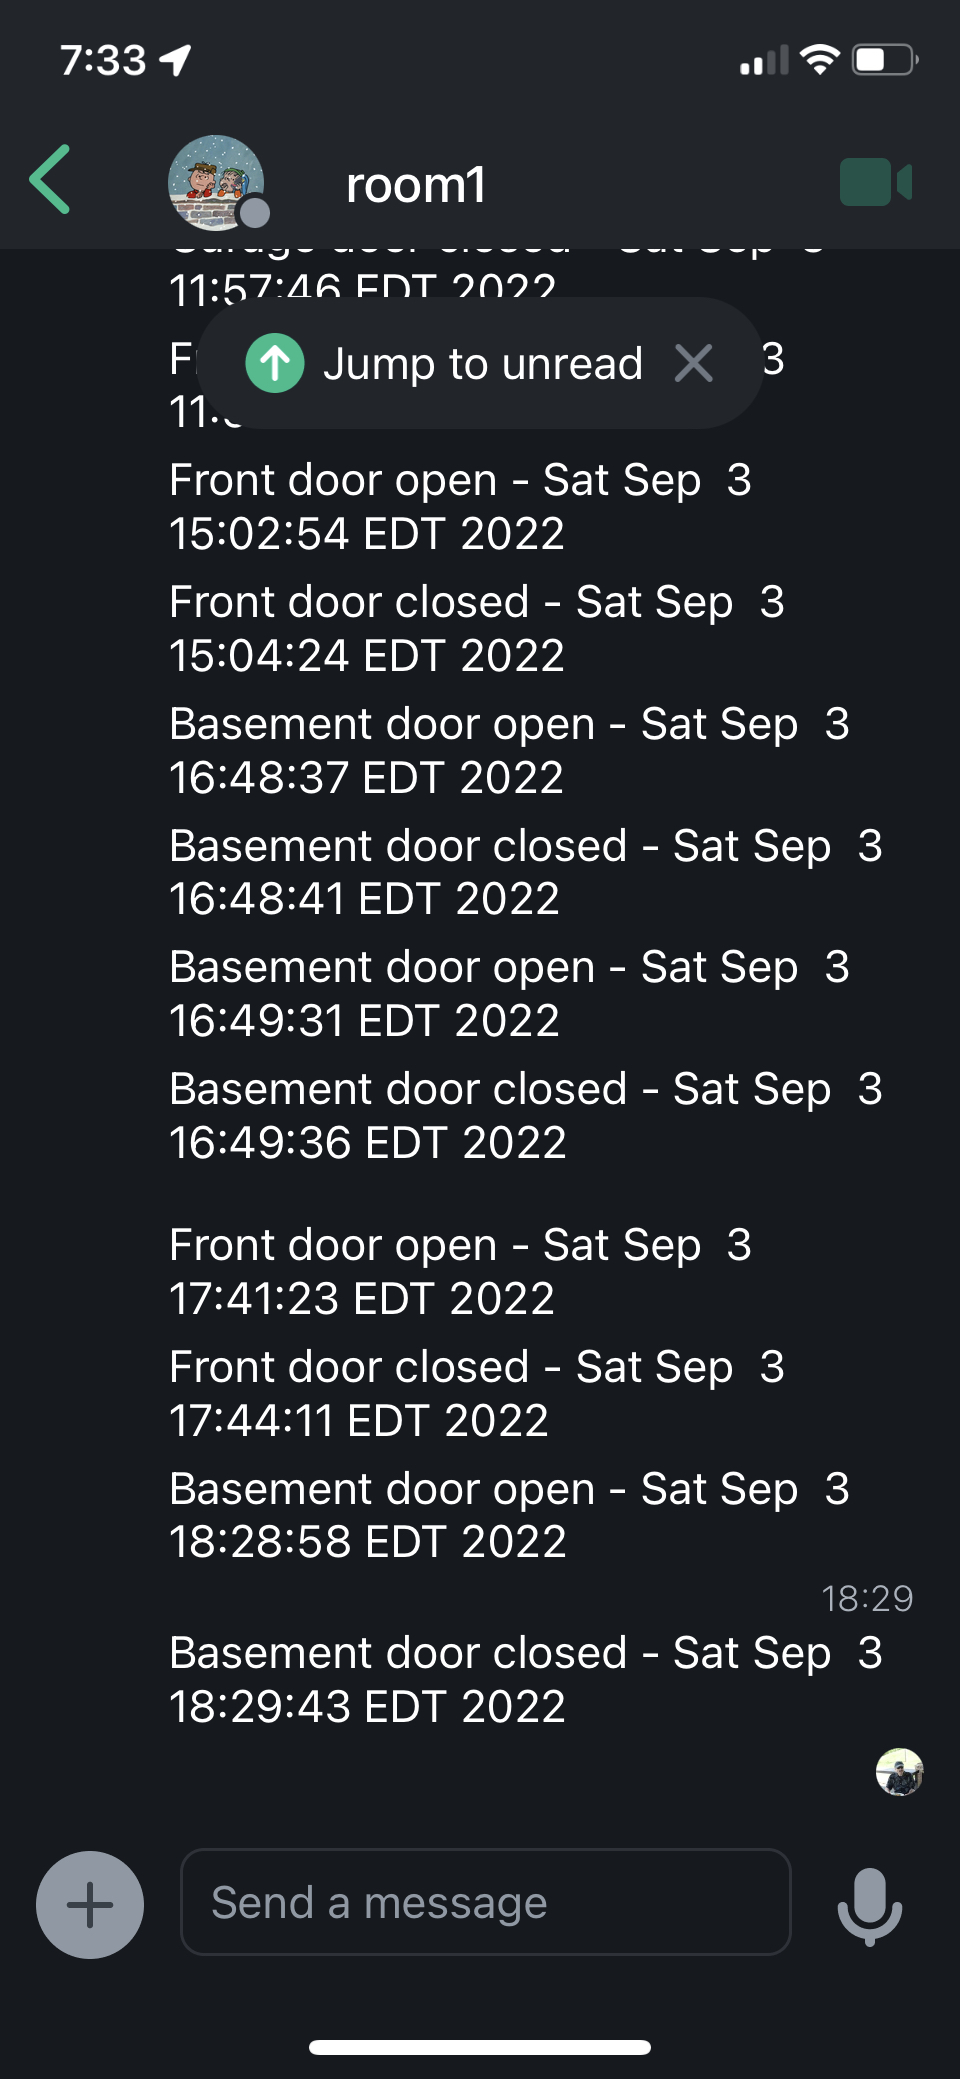 7:33
room1
11:57:46 EDT 2022
Jump to unread
3
Front door open - Sat Sep  3
15:02:54 EDT 2022
Front door closed - Sat Sep  3
15:04:24 EDT 2022
Basement door open - Sat Sep  3
16:48:37 EDT 2022
Basement door closed - Sat Sep  3
16:48:41 EDT 2022
Basement door open - Sat Sep  3
16:49:31 EDT 2022
Basement door closed - Sat Sep  3
16:49:36 EDT 2022
Front door open - Sat Sep  3
17:41:23 EDT 2022
Front door closed - Sat Sep  3
17:44:11 EDT 2022
Basement door open - Sat Sep  3
18:28:58 EDT 2022
18:29
Basement door closed - Sat Sep  3
18:29:43 EDT 2022
Send a message